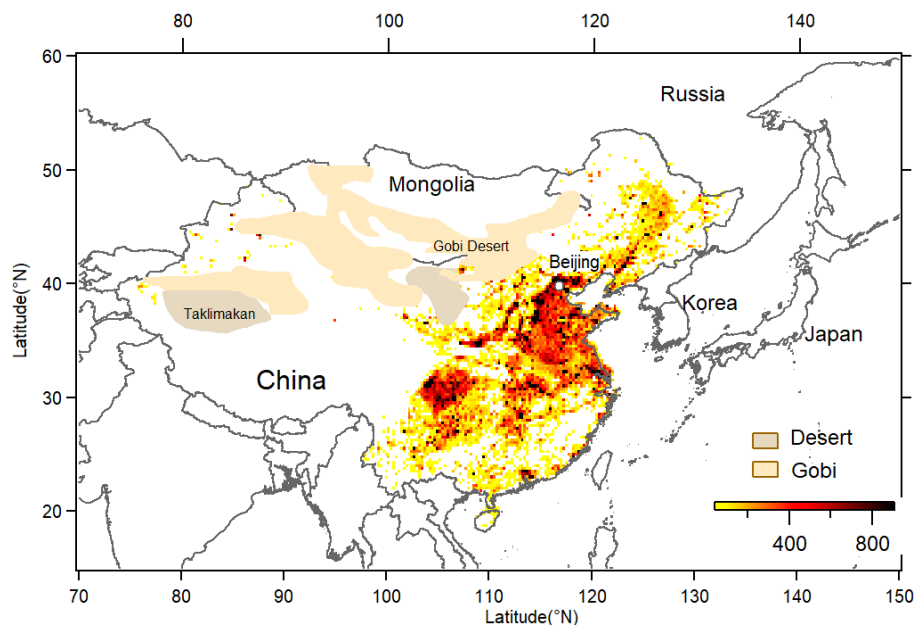 80 100 120 140
60
Russia
50
Mongolia
Gobi Desert
Beijing
40
Taklimakan
Korea
Japan
Latitude(°N)
China
30
Desert
Gobi
20
400 800
70 80 90 100 110 120 130 140 150
Latitude(°N)